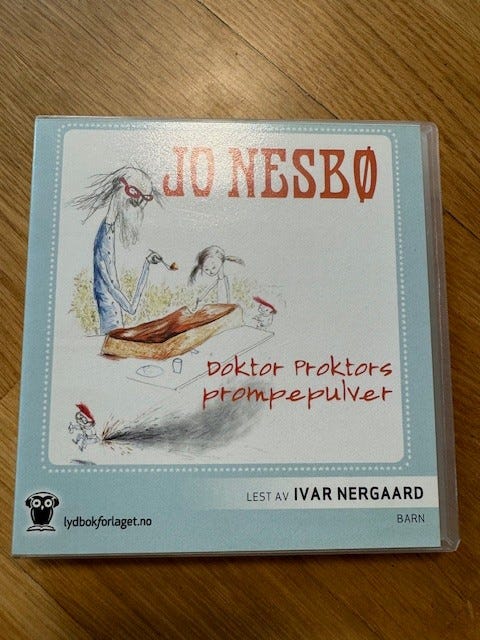 JO NESBØ
Doktor Proktors
prompepulver
LEST AV IVAR NERGAARD
lydbokforlaget.no
BARN